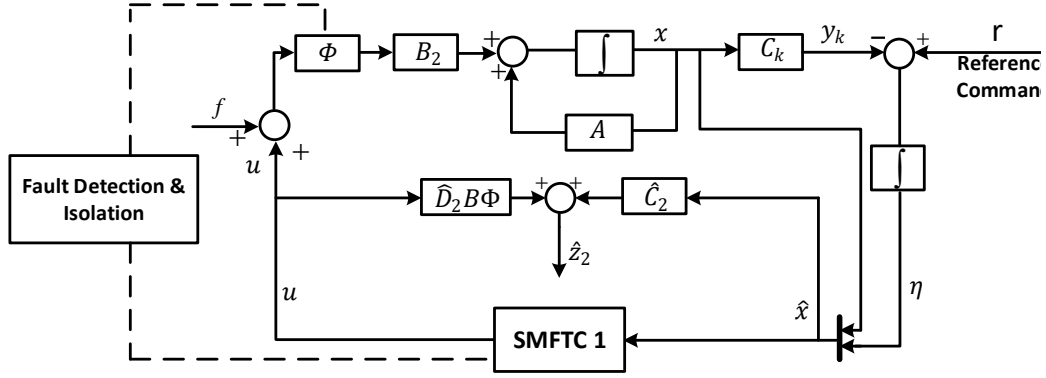 Φ
B₂
+
+
∫
x
C_k
y_k
−
+
r
Reference
Command
A
f
+
+
u
∫
Fault Detection &
Isolation
D̂₂BΦ
+
+
Ĉ₂
ẑ₂
η
u
x̂
SMFTC 1